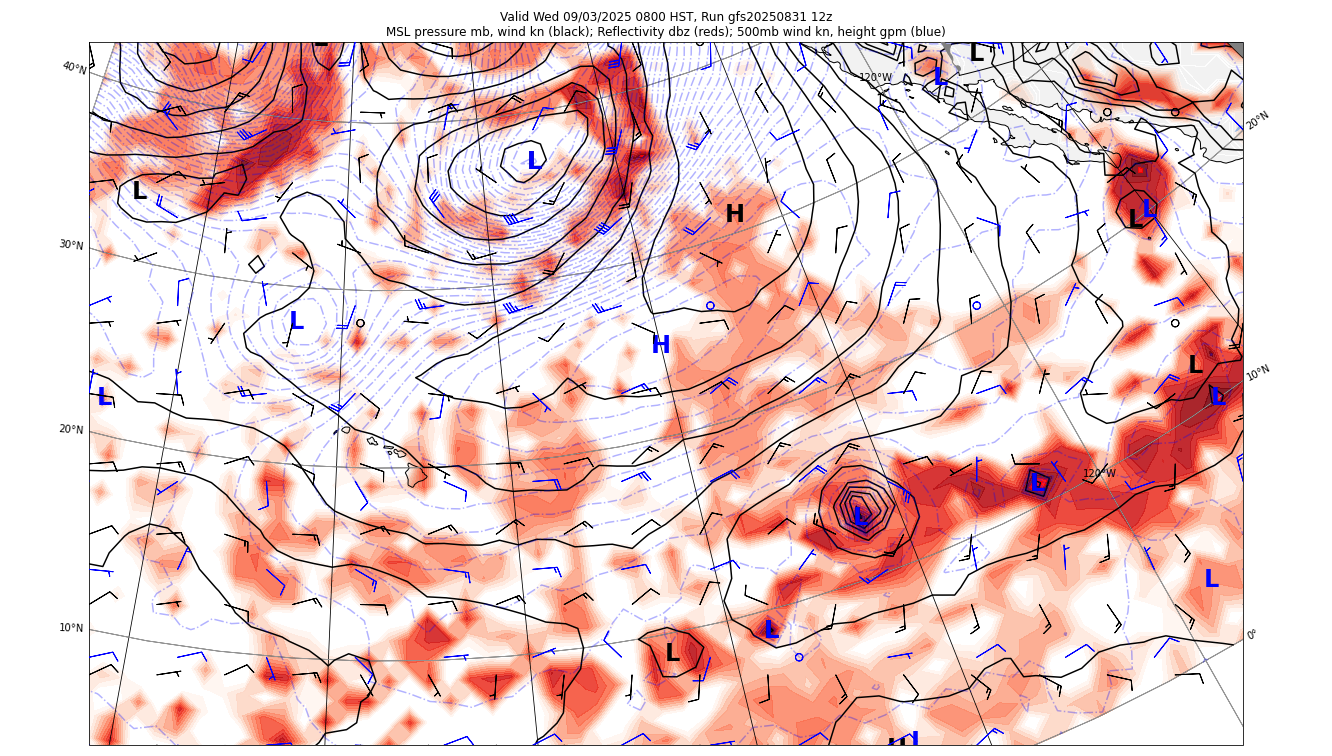 Valid Wed 09/03/2025 0800 HST, Run gfs20250831 12z
MSL pressure mb, wind kn (black); Reflectivity dbz (reds); 500mb wind kn, height gpm (blue)
L
40°N
120°W
L
20°N
L
L
L
H
L
30°N
L
H
L
10°N
L
L
20°N
120°W
L
L
L
10°N
L
0°
L
H
L